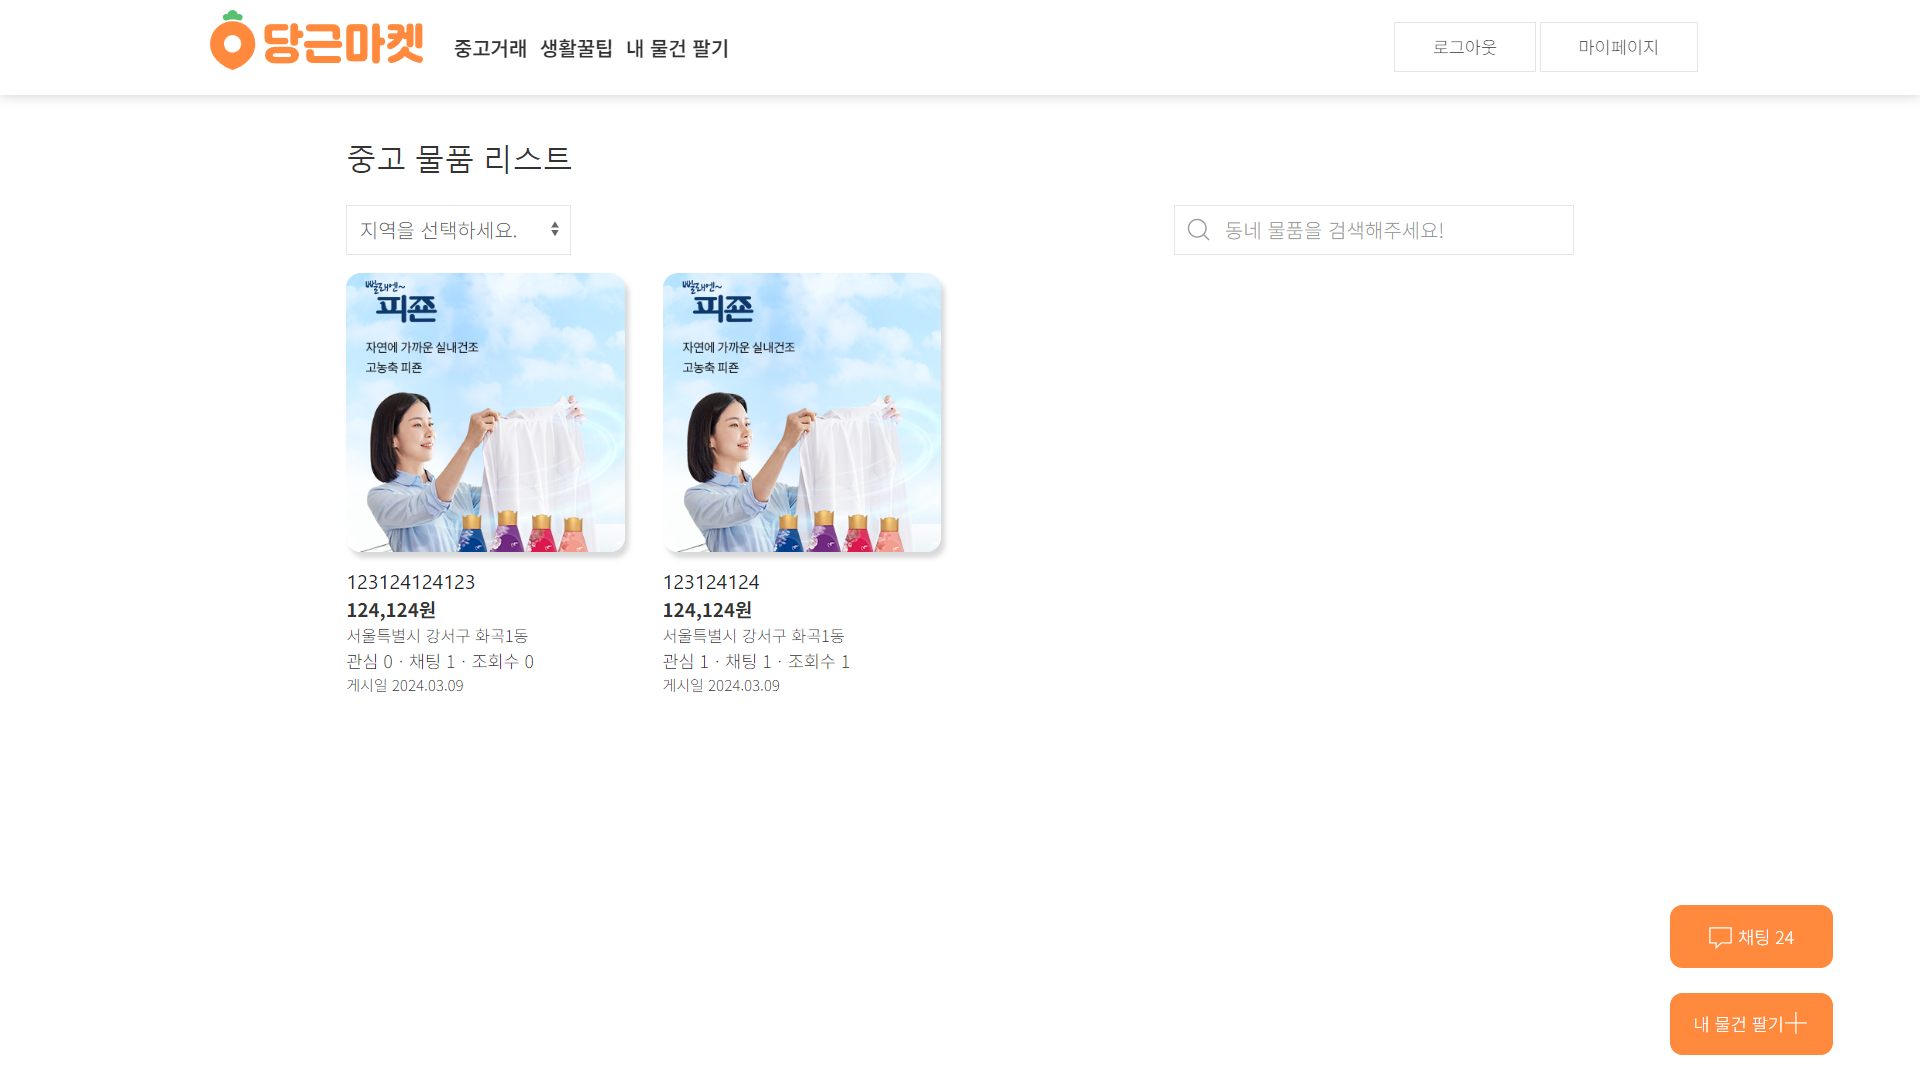 당근마켓
중고거래 생활꿀팁 내 물건 팔기
로그아웃
마이페이지
중고 물품 리스트
지역을 선택하세요.
동네 물품을 검색해주세요!
빨래엔~
피죤
자연에 가까운 실내건조
고농축 피죤
빨래엔~
피죤
자연에 가까운 실내건조
고농축 피죤
123124124123
124,124원
서울특별시 강서구 화곡1동
관심 0 · 채팅 1 · 조회수 0
게시일 2024.03.09
123124124
124,124원
서울특별시 강서구 화곡1동
관심 1 · 채팅 1 · 조회수 1
게시일 2024.03.09
채팅 24
내 물건 팔기